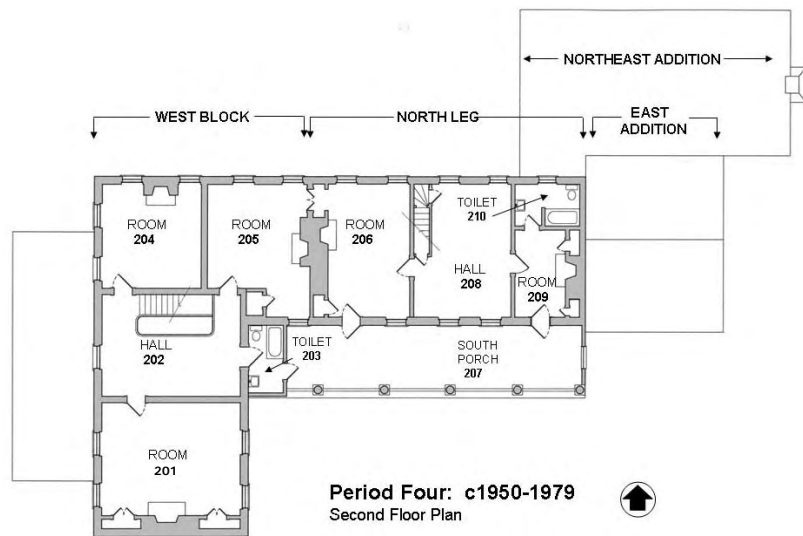 NORTHEAST ADDITION
WEST BLOCK
NORTH LEG
EAST
ADDITION
ROOM
204
ROOM
205
ROOM
206
TOILET
210
HALL
208
ROOM
209
HALL
202
TOILET
203
SOUTH
PORCH
207
ROOM
201
Period Four: c1950-1979
Second Floor Plan